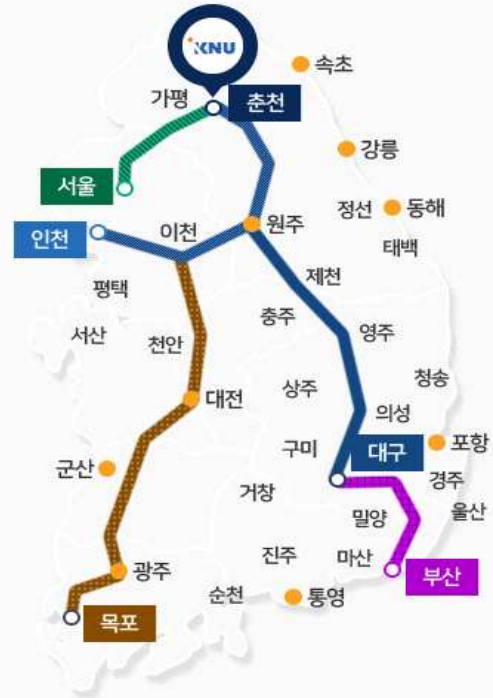 KNU
속초
가평
춘천
강릉
서울
정선
동해
인천
이천
원주
태백
제천
평택
충주
서산
천안
영주
청송
상주
대전
의성
구미
대구
포항
군산
거창
경주
밀양
울산
진주
마산
광주
부산
순천
통영
목포